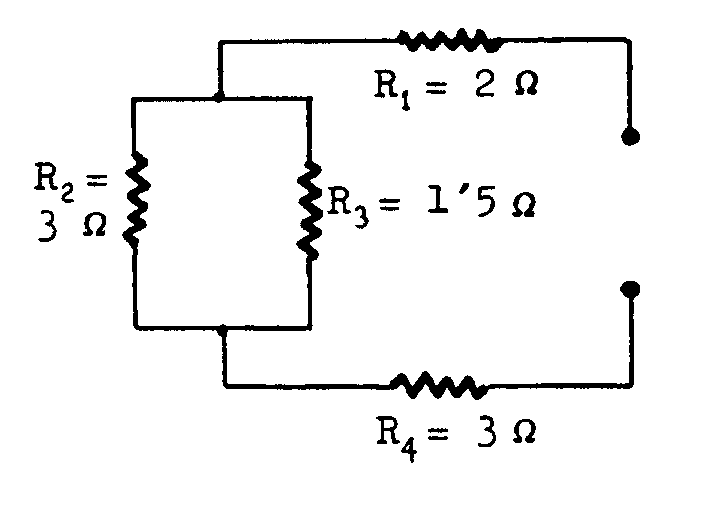 R₁ = 2 Ω
R₂ =
3 Ω
R₃ = 1'5 Ω
R₄ = 3 Ω